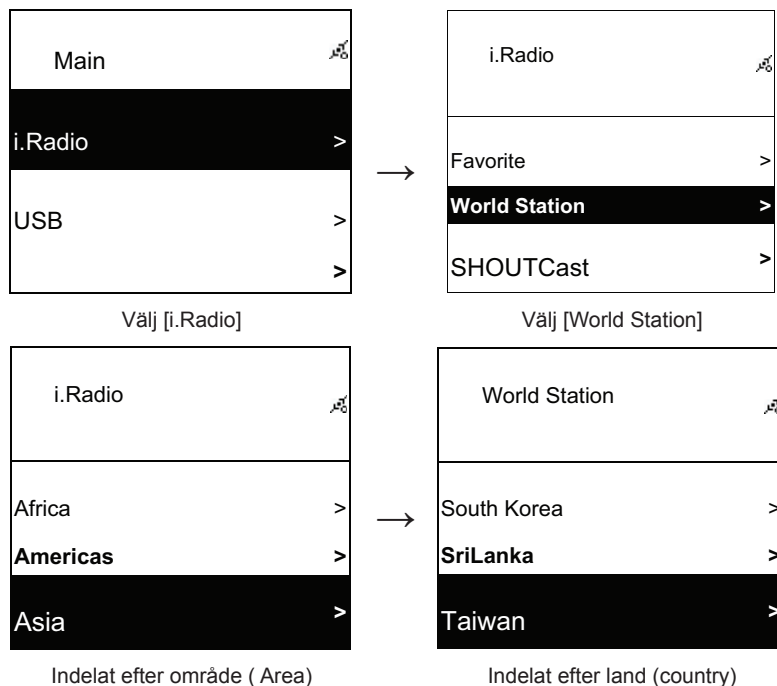 Main
i.Radio >
USB >
>
Välj [i.Radio]
→
i.Radio
Favorite >
World Station >
SHOUTCast >
Välj [World Station]
i.Radio
Africa >
Americas >
Asia >
Indelat efter område ( Area)
→
World Station
South Korea >
SriLanka >
Taiwan >
Indelat efter land (country)